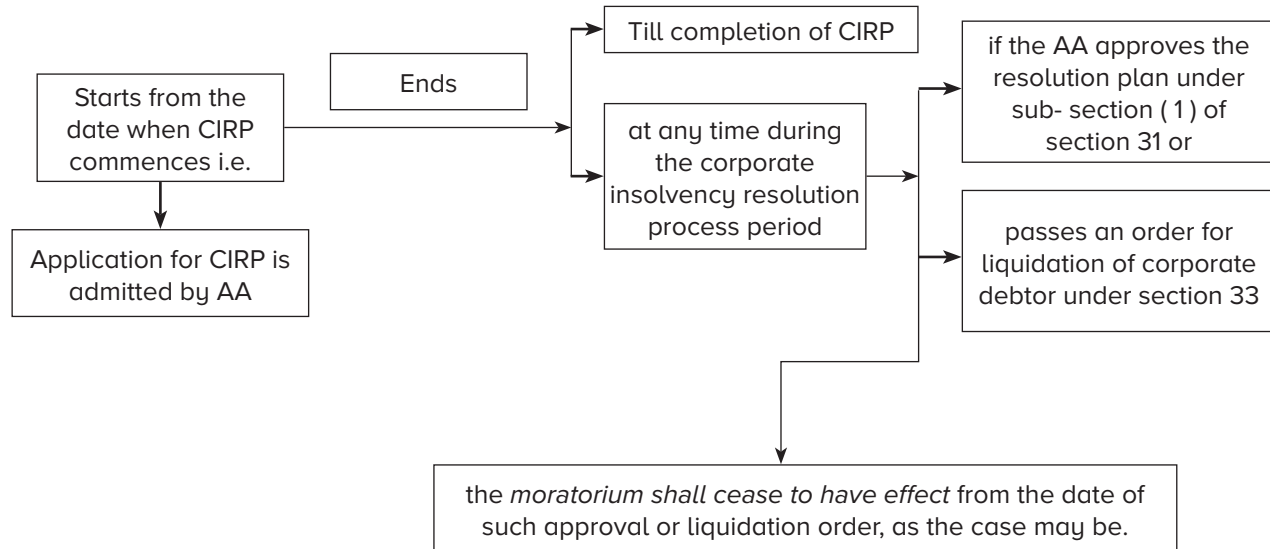 Starts from the
date when CIRP
commences i.e.
Application for CIRP is
admitted by AA
Ends
Till completion of CIRP
at any time during
the corporate
insolvency resolution
process period
if the AA approves the
resolution plan under
sub- section ( 1 ) of
section 31 or
passes an order for
liquidation of corporate
debtor under section 33
the moratorium shall cease to have effect from the date of
such approval or liquidation order, as the case may be.